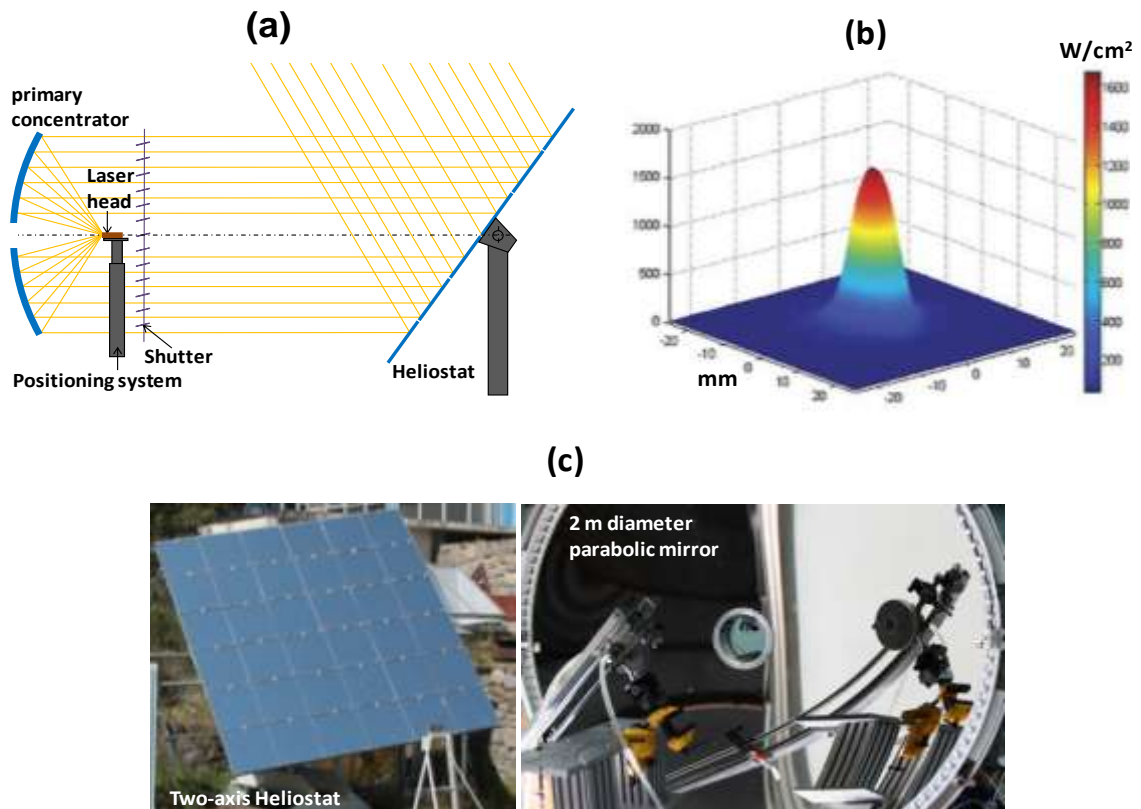 (a)
primary
concentrator
Laser
head
Shutter
Positioning system
Heliostat
(b)
W/cm²
2000
1500
1000
500
0
-20
-10
0
10
20
mm
-20
-10
0
10
20
1600
1400
1200
1000
800
600
400
200
(c)
Two-axis Heliostat
2 m diameter
parabolic mirror